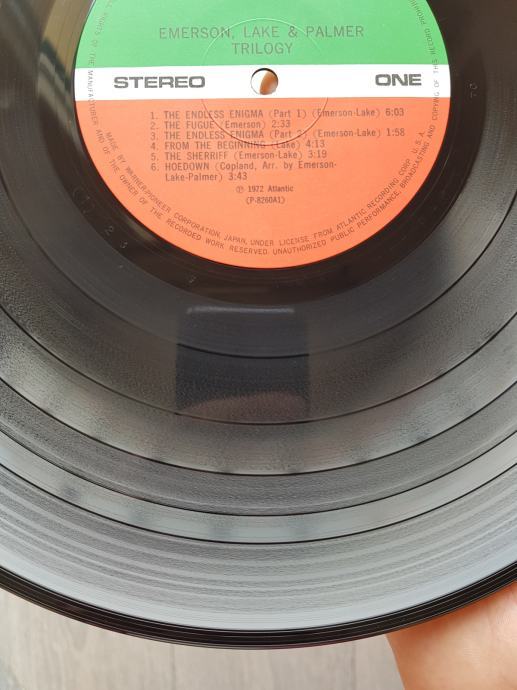 EMERSON, LAKE & PALMER
TRILOGY
STEREO
ONE
1. THE ENDLESS ENIGMA (Part 1) (Emerson-Lake) 6:03
2. THE FUGUE (Emerson) 2:33
3. THE ENDLESS ENIGMA (Part 2) (Emerson-Lake) 1:58
4. FROM THE BEGINNING (Lake) 4:13
5. THE SHERRIFF (Emerson-Lake) 3:19
6. HOEDOWN (Copland, Arr. by Emerson-
Lake-Palmer) 3:43
℗ 1972 Atlantic
(P-8260A1)
MADE BY WARNER/PIONEER CORPORATION, JAPAN, UNDER LICENSE FROM ATLANTIC RECORDING CORP. U.S.A.
RIGHTS OF THE MANUFACTURER AND OF THE OWNER OF THE RECORDED WORK RESERVED. UNAUTHORIZED PUBLIC PERFORMANCE, BROADCASTING AND COPYING OF THIS RECORD